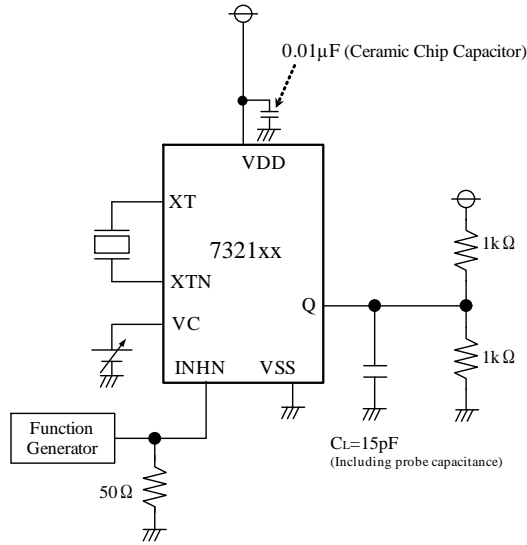 0.01μF (Ceramic Chip Capacitor)
VDD
XT
7321xx
1kΩ
XTN
Q
VC
1kΩ
INHN VSS
Function
Generator
CL=15pF
(Including probe capacitance)
50Ω